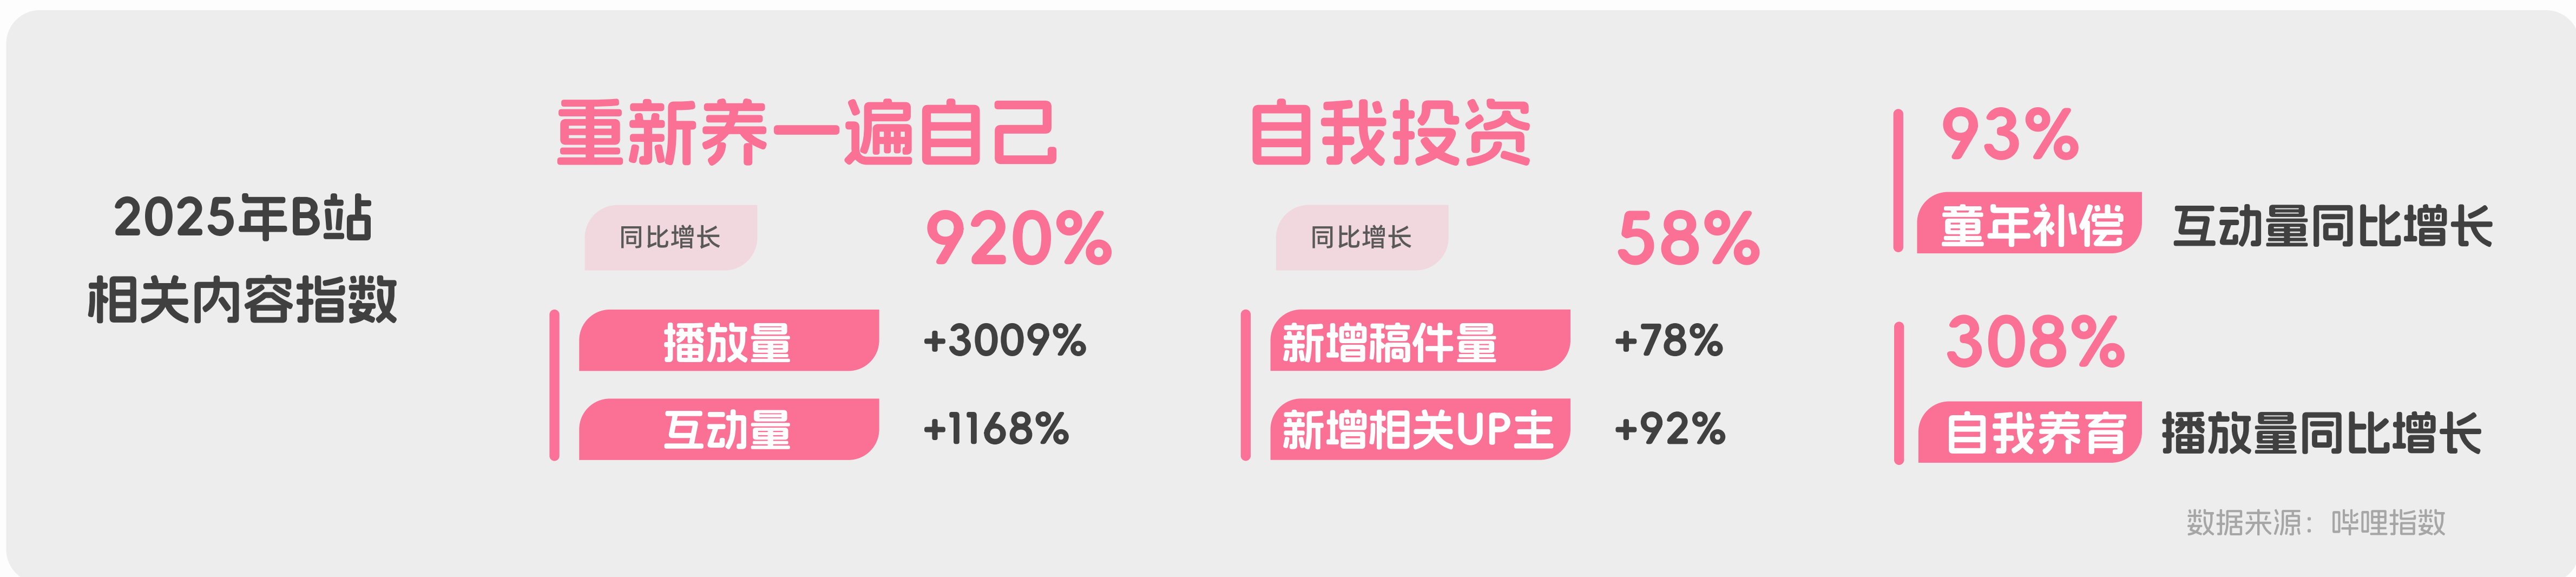 2025年B站
相关内容指数
重新养一遍自己
同比增长 920%
播放量 +3009%
互动量 +1168%
自我投资
同比增长 58%
新增稿件量 +78%
新增相关UP主 +92%
93%
童年补偿 互动量同比增长
308%
自我养育 播放量同比增长
数据来源：哔哩指数